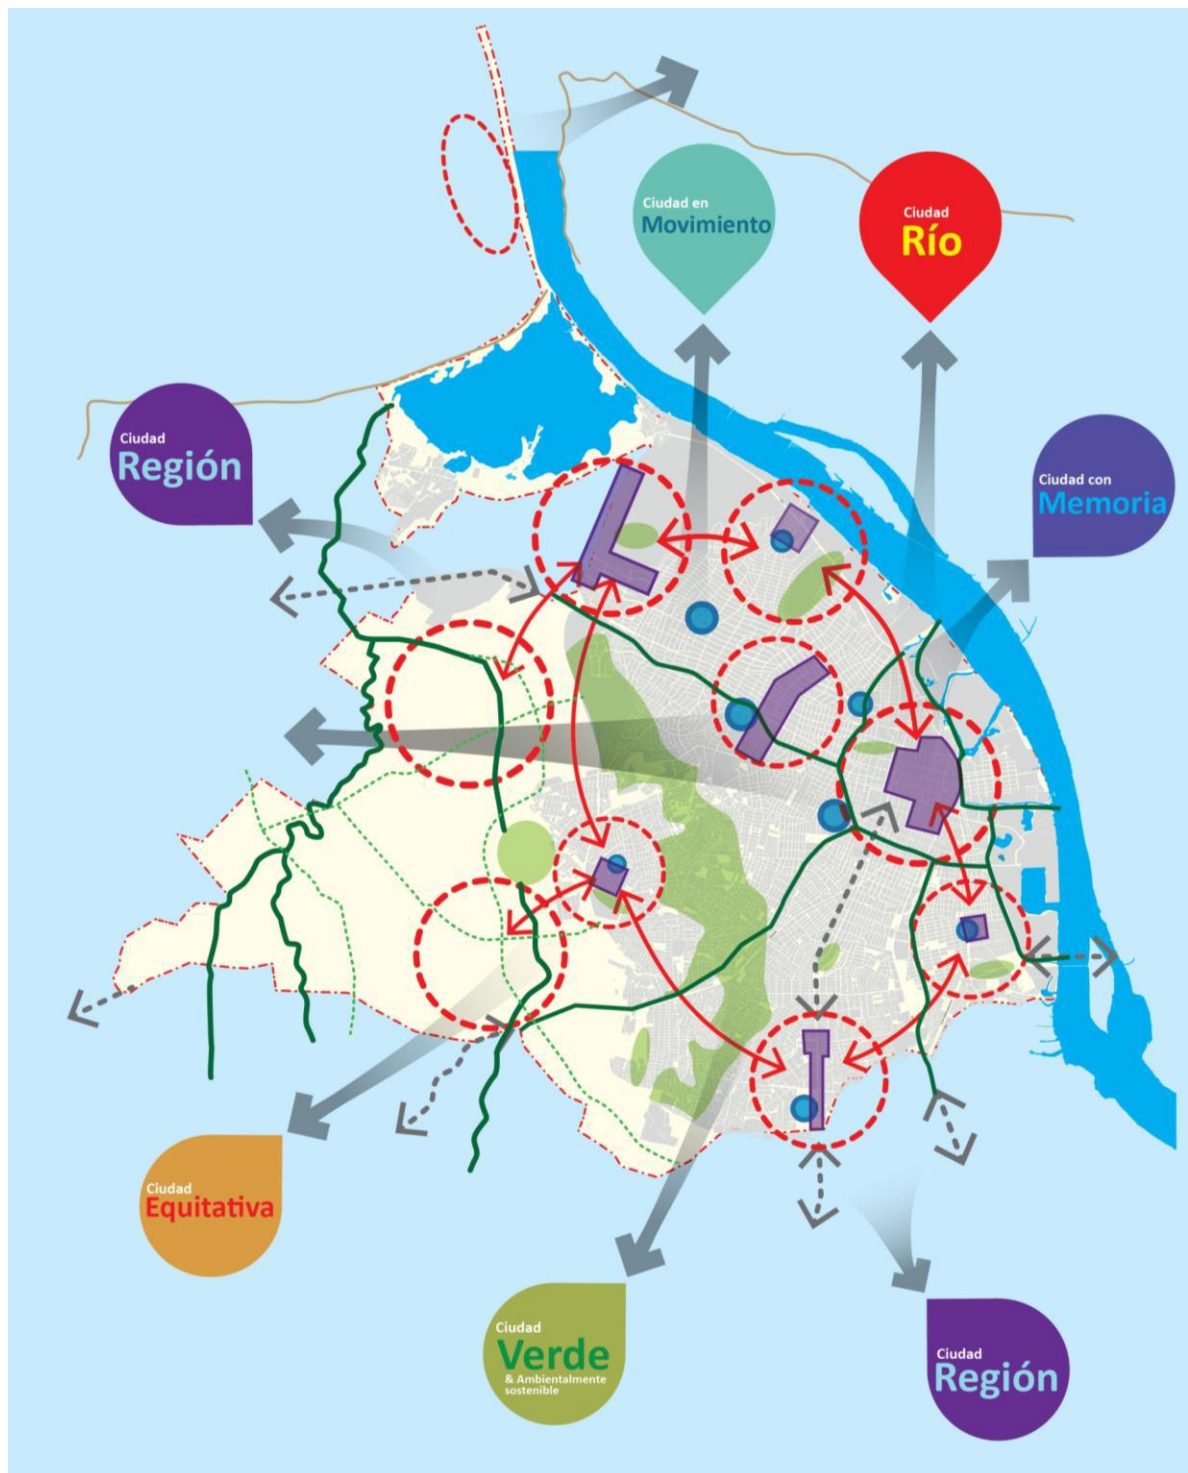 Ciudad en
Movimiento
Ciudad
Río
Ciudad
Región
Ciudad con
Memoria
Ciudad
Equitativa
Ciudad
Verde
& Ambientalmente
sostenible
Ciudad
Región